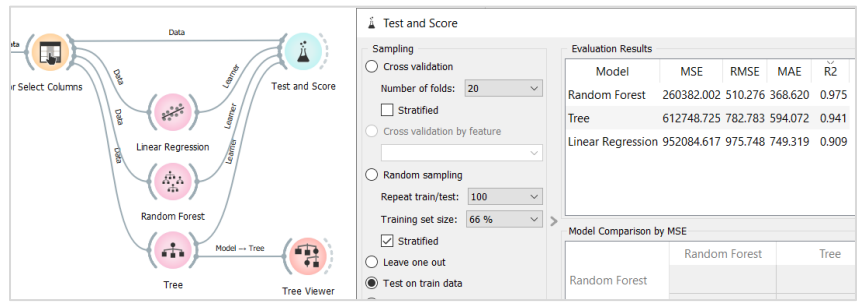 Data
ata
or Select Columns
Data
Data
Data
Learner
Learner
Learner
Test and Score
Linear Regression
Random Forest
Model → Tree
Tree
Tree Viewer
Test and Score
Sampling
Cross validation
Number of folds: 20
Stratified
Cross validation by feature
Random sampling
Repeat train/test: 100
Training set size: 66 %
Stratified
Leave one out
Test on train data
Evaluation Results
Model MSE RMSE MAE R2
Random Forest 260382.002 510.276 368.620 0.975
Tree 612748.725 782.783 594.072 0.941
Linear Regression 952084.617 975.748 749.319 0.909
Model Comparison by MSE
Random Forest Tree
Random Forest